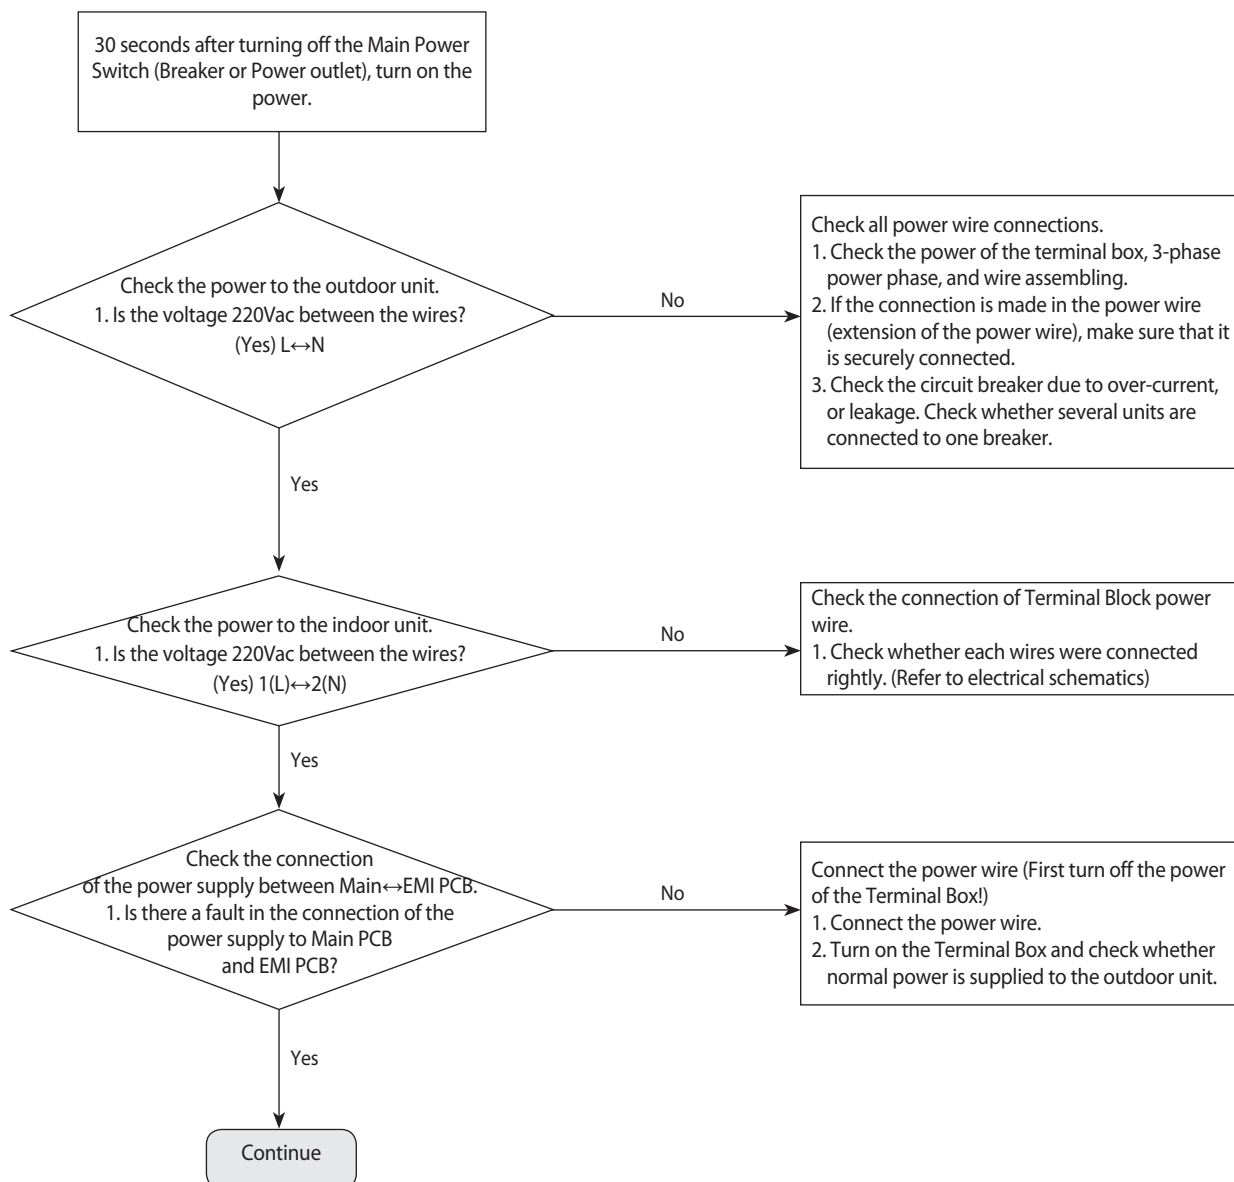 30 seconds after turning off the Main Power
Switch (Breaker or Power outlet), turn on the
power.
Check the power to the outdoor unit.
1. Is the voltage 220Vac between the wires?
(Yes) L↔N
No
Check all power wire connections.
1. Check the power of the terminal box, 3-phase
power phase, and wire assembling.
2. If the connection is made in the power wire
(extension of the power wire), make sure that it
is securely connected.
3. Check the circuit breaker due to over-current,
or leakage. Check whether several units are
connected to one breaker.
Yes
Check the power to the indoor unit.
1. Is the voltage 220Vac between the wires?
(Yes) 1(L)↔2(N)
No
Check the connection of Terminal Block power
wire.
1. Check whether each wires were connected
rightly. (Refer to electrical schematics)
Yes
Check the connection
of the power supply between Main↔EMI PCB.
1. Is there a fault in the connection of the
power supply to Main PCB
and EMI PCB?
No
Connect the power wire (First turn off the power
of the Terminal Box!)
1. Connect the power wire.
2. Turn on the Terminal Box and check whether
normal power is supplied to the outdoor unit.
Yes
Continue